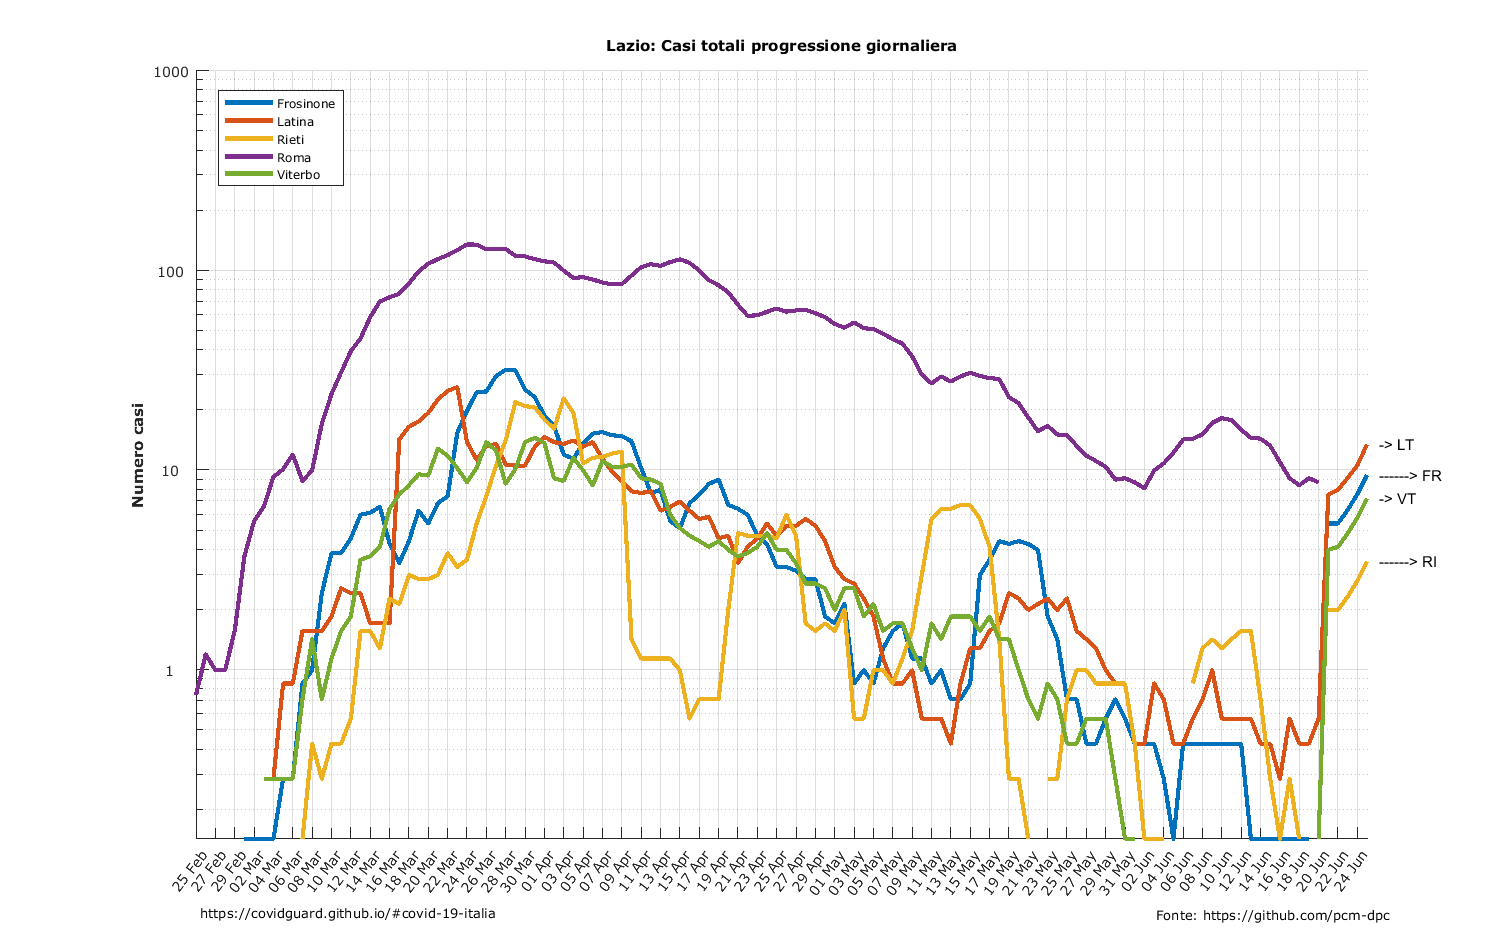 Lazio: Casi totali progressione giornaliera
1000
100
10
1
Numero casi
Frosinone
Latina
Rieti
Roma
Viterbo
-> LT
------> FR
-> VT
------> RI
25 Feb
27 Feb
29 Feb
02 Mar
04 Mar
06 Mar
08 Mar
10 Mar
12 Mar
14 Mar
16 Mar
18 Mar
20 Mar
22 Mar
24 Mar
26 Mar
28 Mar
30 Mar
01 Apr
03 Apr
05 Apr
07 Apr
09 Apr
11 Apr
13 Apr
15 Apr
17 Apr
19 Apr
21 Apr
23 Apr
25 Apr
27 Apr
29 Apr
01 May
03 May
05 May
07 May
09 May
11 May
13 May
15 May
17 May
19 May
21 May
23 May
25 May
27 May
29 May
31 May
02 Jun
04 Jun
06 Jun
08 Jun
10 Jun
12 Jun
14 Jun
16 Jun
18 Jun
20 Jun
22 Jun
24 Jun
https://covidguard.github.io/#covid-19-italia
Fonte: https://github.com/pcm-dpc